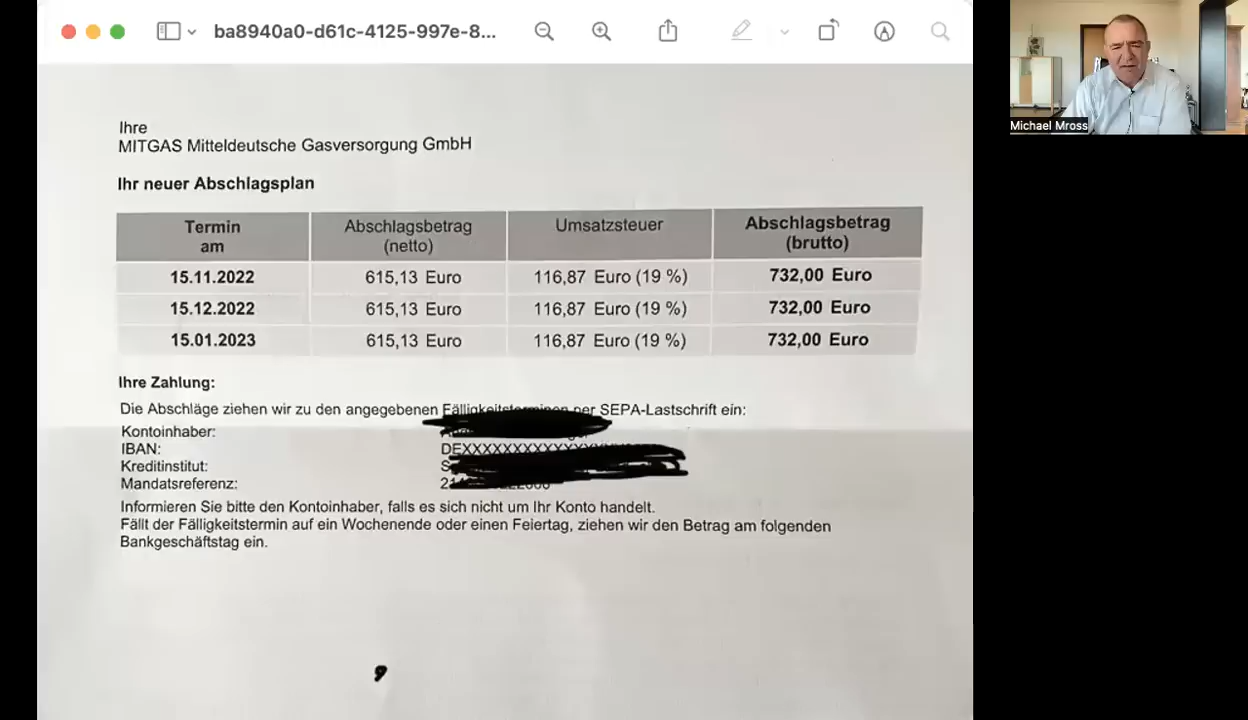 ba8940a0-d61c-4125-997e-8...
Michael Mross
Ihre
MITGAS Mitteldeutsche Gasversorgung GmbH
Ihr neuer Abschlagsplan
Termin am Abschlagsbetrag (netto) Umsatzsteuer Abschlagsbetrag (brutto)
15.11.2022 615,13 Euro 116,87 Euro (19 %) 732,00 Euro
15.12.2022 615,13 Euro 116,87 Euro (19 %) 732,00 Euro
15.01.2023 615,13 Euro 116,87 Euro (19 %) 732,00 Euro
Ihre Zahlung:
Die Abschläge ziehen wir zu den angegebenen Fälligkeitsterminen per SEPA-Lastschrift ein:
Kontoinhaber:
IBAN:
Kreditinstitut:
Mandatsreferenz:
Informieren Sie bitte den Kontoinhaber, falls es sich nicht um Ihr Konto handelt.
Fällt der Fälligkeitstermin auf ein Wochenende oder einen Feiertag, ziehen wir den Betrag am folgenden
Bankgeschäftstag ein.